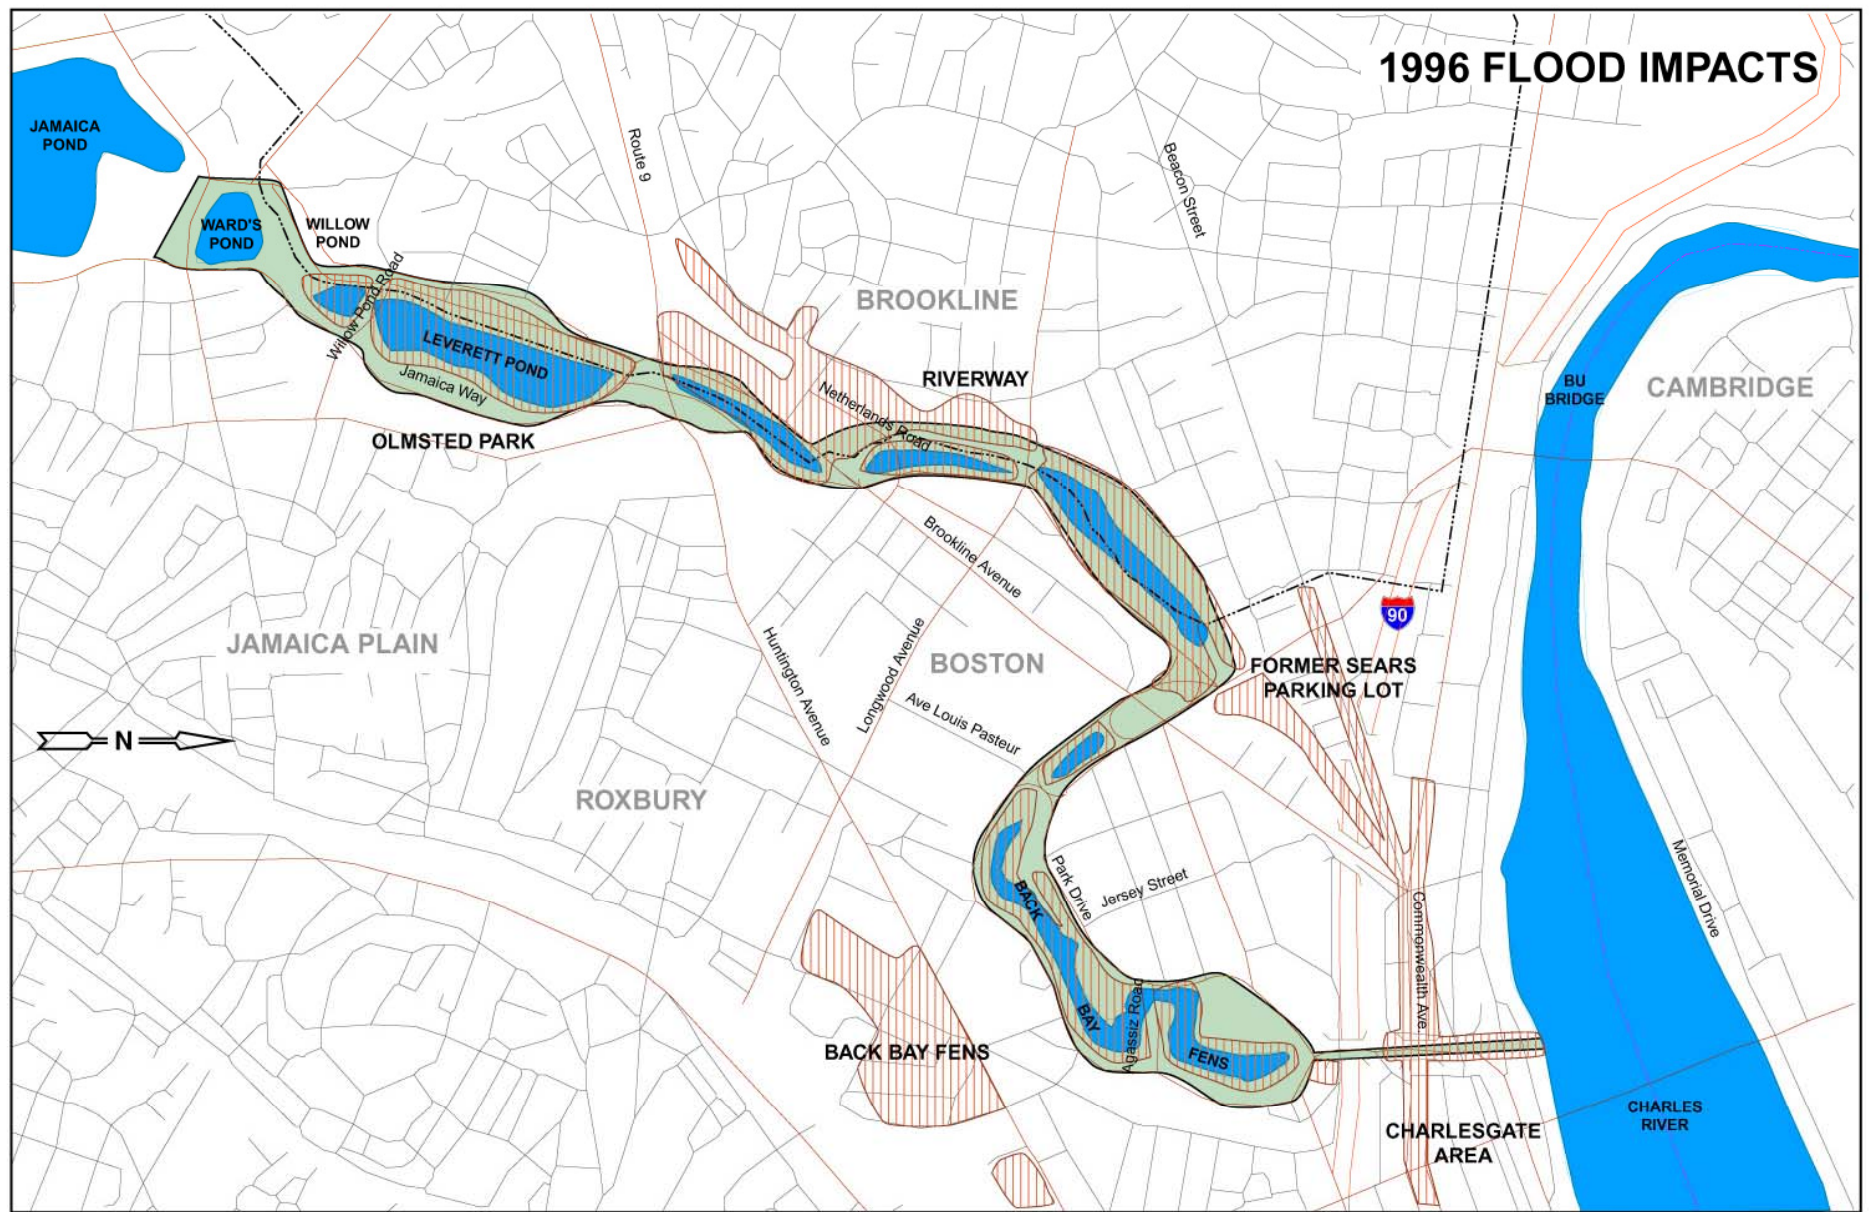 1996 FLOOD IMPACTS
JAMAICA
POND
Route 9
Beacon Street
WARD'S
POND
WILLOW
POND
Willow Pond Road
BROOKLINE
LEVERETT POND
Jamaica Way
RIVERWAY
Netherlands Road
BU
BRIDGE
CAMBRIDGE
OLMSTED PARK
Brookline Avenue
90
JAMAICA PLAIN
Huntington Avenue
Longwood Avenue
BOSTON
FORMER SEARS
PARKING LOT
Ave Louis Pasteur
N
ROXBURY
Park Drive
Jersey Street
Commonwealth Ave.
Memorial Drive
BACK
BAY
FENS
Agassiz Road
BACK BAY FENS
CHARLESGATE
AREA
CHARLES
RIVER